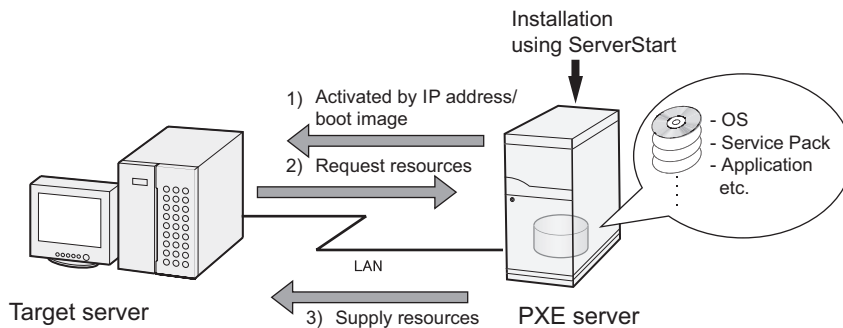 Installation
using ServerStart
1) Activated by IP address/
boot image
2) Request resources
- OS
- Service Pack
- Application
etc.
LAN
3) Supply resources
Target server
PXE server